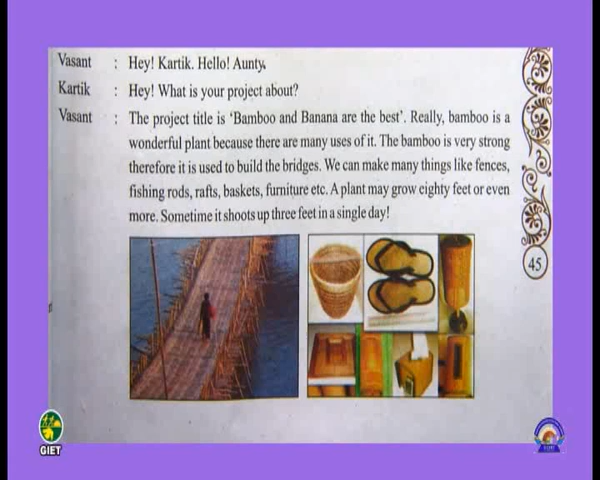 Vasant : Hey! Kartik. Hello! Aunty.
Kartik : Hey! What is your project about?
Vasant : The project title is ‘Bamboo and Banana are the best’. Really, bamboo is a
wonderful plant because there are many uses of it. The bamboo is very strong
therefore it is used to build the bridges. We can make many things like fences,
fishing rods, rafts, baskets, furniture etc. A plant may grow eighty feet or even
more. Sometime it shoots up three feet in a single day!
45
GIET